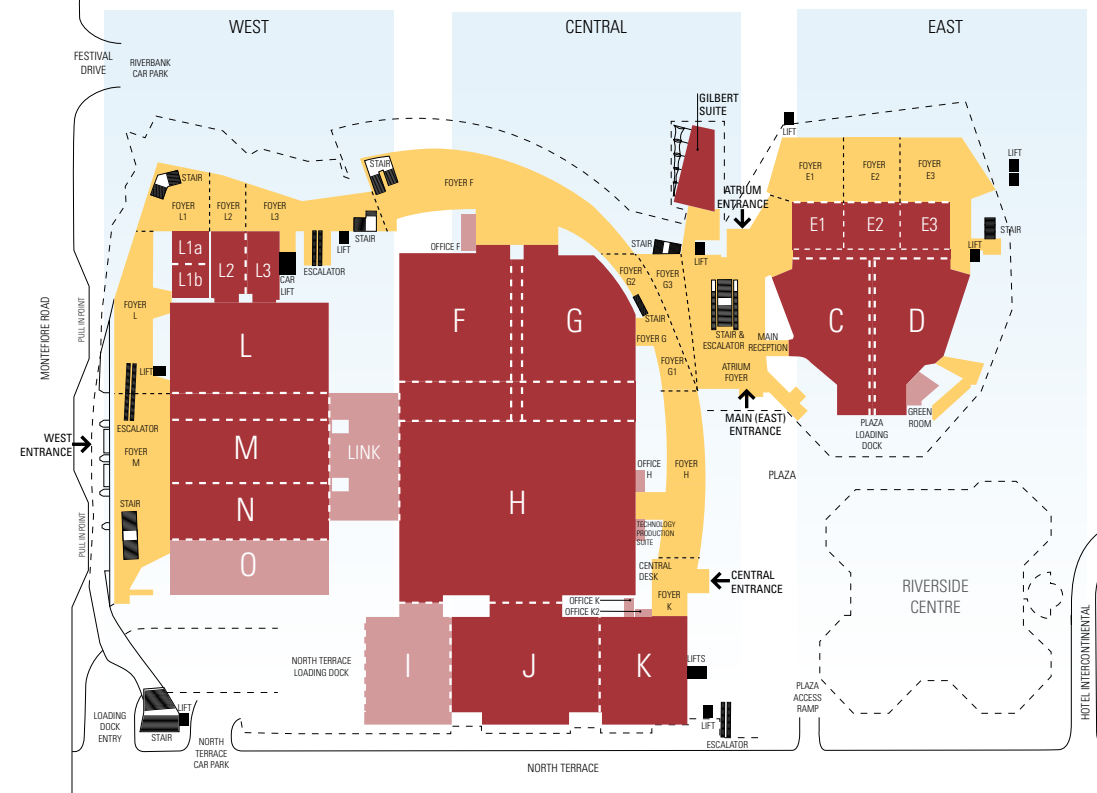 WEST
CENTRAL
EAST
FESTIVAL
DRIVE
RIVERBANK
CAR PARK
GILBERT
SUITE
LIFT
LIFT
STAIR
STAIR
FOYER F
FOYER
E1
FOYER
E2
FOYER
E3
ATRIUM
ENTRANCE
FOYER
L1
FOYER
L2
FOYER
L3
STAIR
OFFICE F
STAIR
LIFT
LIFT
E1
E2
E3
STAIR
LIFT
L1a
L1b
L2
L3
CAR
LIFT
ESCALATOR
FOYER
G2
FOYER
G3
FOYER
L
PULL IN POINT
MONTEFIORE ROAD
F
G
STAIR
FOYER G
STAIR &
ESCALATOR
MAIN
RECEPTION
C
D
L
LIFT
FOYER
G1
ATRIUM
FOYER
ESCALATOR
MAIN (EAST)
ENTRANCE
GREEN
ROOM
PLAZA
LOADING
DOCK
WEST
ENTRANCE
FOYER
M
M
LINK
OFFICE
H
FOYER
H
PLAZA
STAIR
N
H
PULL IN POINT
TECHNOLOGY
PRODUCTION
SUITE
O
CENTRAL
DESK
CENTRAL
ENTRANCE
RIVERSIDE
CENTRE
OFFICE K
OFFICE K2
FOYER
K
HOTEL INTERCONTINENTAL
NORTH TERRACE
LOADING DOCK
I
J
K
LIFTS
PLAZA
ACCESS
RAMP
LOADING
DOCK
ENTRY
LIFT
STAIR
NORTH
TERRACE
CAR PARK
LIFT
ESCALATOR
NORTH TERRACE